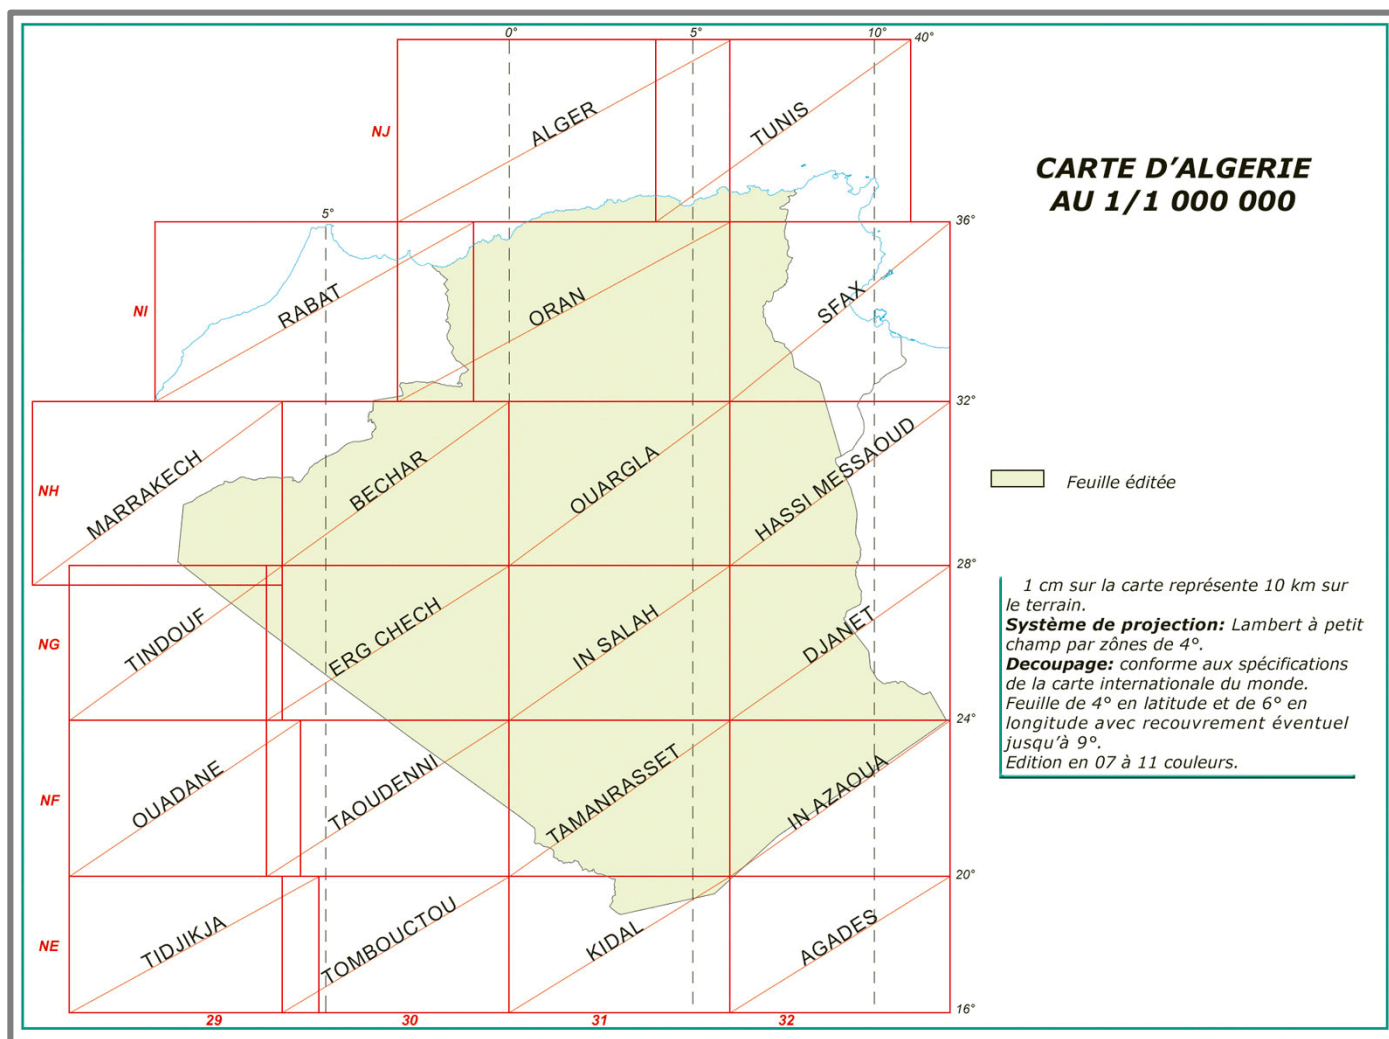 0°
5°
10°
40°
NJ
ALGER
TUNIS
CARTE D’ALGERIE
AU 1/1 000 000
5°
36°
NI
RABAT
ORAN
SFAX
32°
NH
MARRAKECH
BECHAR
OUARGLA
HASSI MESSAOUD
Feuille éditée
28°
NG
TINDOUF
ERG CHECH
IN SALAH
DJANET
1 cm sur la carte représente 10 km sur
le terrain.
Système de projection: Lambert à petit
champ par zônes de 4°.
Decoupage: conforme aux spécifications
de la carte internationale du monde.
Feuille de 4° en latitude et de 6° en
longitude avec recouvrement éventuel
jusqu’à 9°.
Edition en 07 à 11 couleurs.
24°
NF
OUADANE
TAOUDENNI
TAMANRASSET
IN AZAOUA
20°
NE
TIDJIKJA
TOMBOUCTOU
KIDAL
AGADES
16°
29
30
31
32